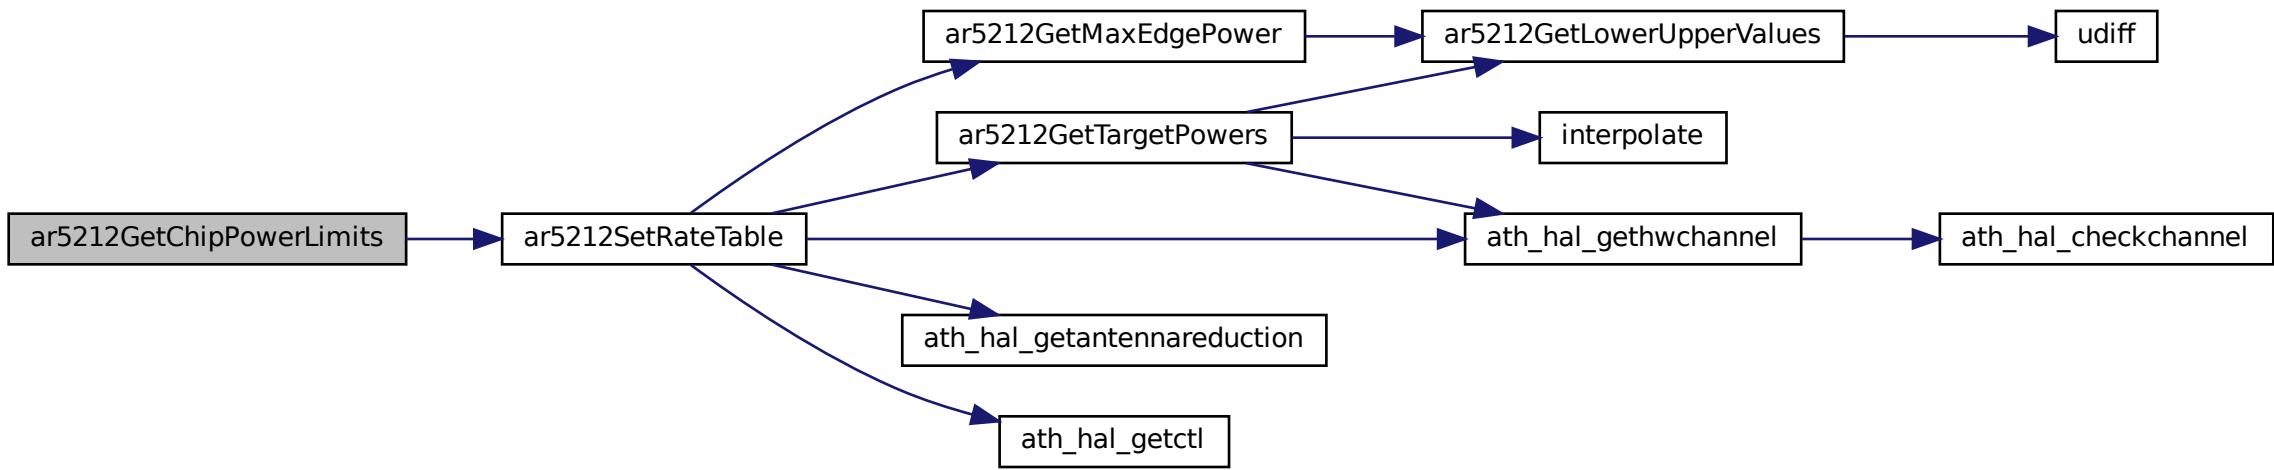 ar5212GetMaxEdgePower
ar5212GetLowerUpperValues
udiff
ar5212GetTargetPowers
interpolate
ar5212GetChipPowerLimits
ar5212SetRateTable
ath_hal_gethwchannel
ath_hal_checkchannel
ath_hal_getantennareduction
ath_hal_getctl